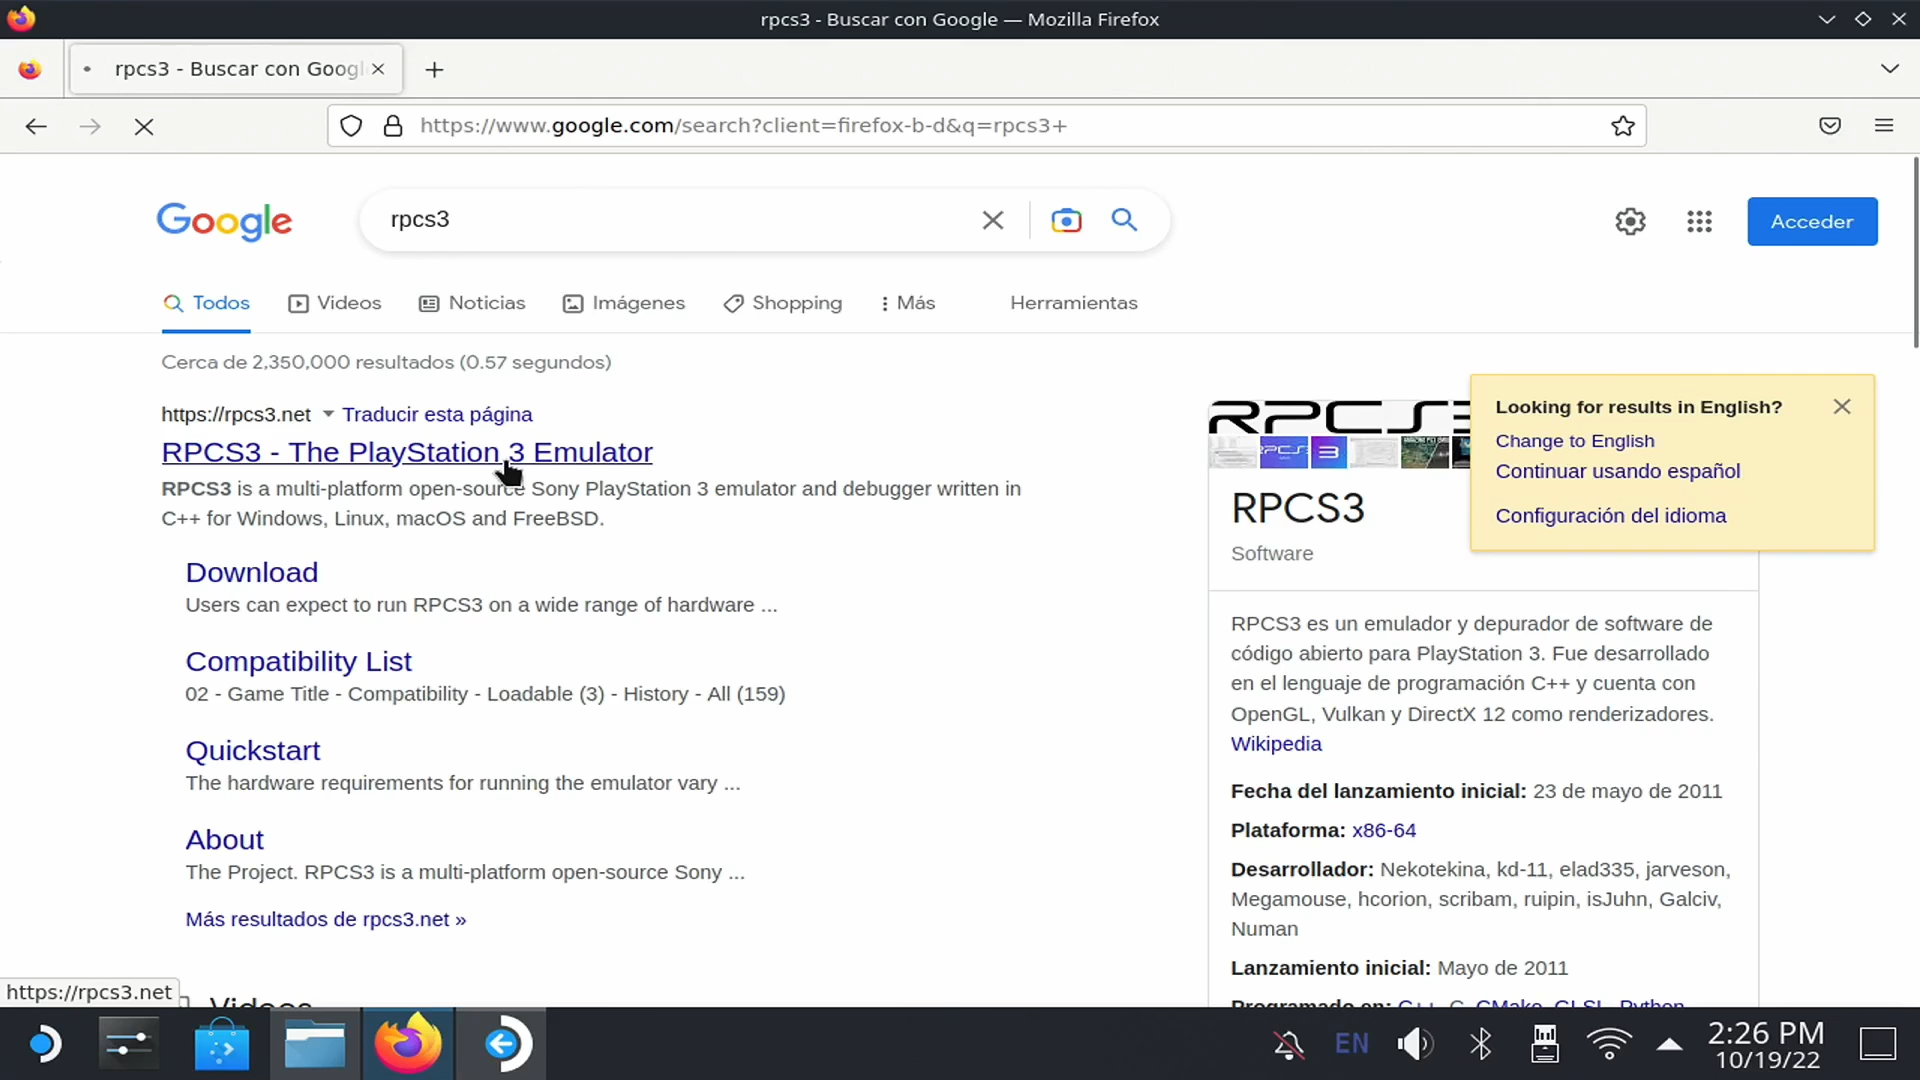 rpcs3 - Buscar con Google — Mozilla Firefox
rpcs3 - Buscar con Googl
https://www.google.com/search?client=firefox-b-d&q=rpcs3+
Google
rpcs3
Acceder
Todos
Videos
Noticias
Imágenes
Shopping
Más
Herramientas
Cerca de 2,350,000 resultados (0.57 segundos)
https://rpcs3.net
Traducir esta página
RPCS3 - The PlayStation 3 Emulator
RPCS3 is a multi-platform open-source Sony PlayStation 3 emulator and debugger written in
C++ for Windows, Linux, macOS and FreeBSD.
Download
Users can expect to run RPCS3 on a wide range of hardware ...
Compatibility List
02 - Game Title - Compatibility - Loadable (3) - History - All (159)
Quickstart
The hardware requirements for running the emulator vary ...
About
The Project. RPCS3 is a multi-platform open-source Sony ...
Más resultados de rpcs3.net »
Videos
https://rpcs3.net
RPCS3
Looking for results in English?
Change to English
Continuar usando español
Configuración del idioma
RPCS3
Software
RPCS3 es un emulador y depurador de software de
código abierto para PlayStation 3. Fue desarrollado
en el lenguaje de programación C++ y cuenta con
OpenGL, Vulkan y DirectX 12 como renderizadores.
Wikipedia
Fecha del lanzamiento inicial: 23 de mayo de 2011
Plataforma: x86-64
Desarrollador: Nekotekina, kd-11, elad335, jarveson,
Megamouse, hcorion, scribam, ruipin, isJuhn, Galciv,
Numan
Lanzamiento inicial: Mayo de 2011
Programado en: C++, C, CMake, GLSL, Python
EN
2:26 PM
10/19/22